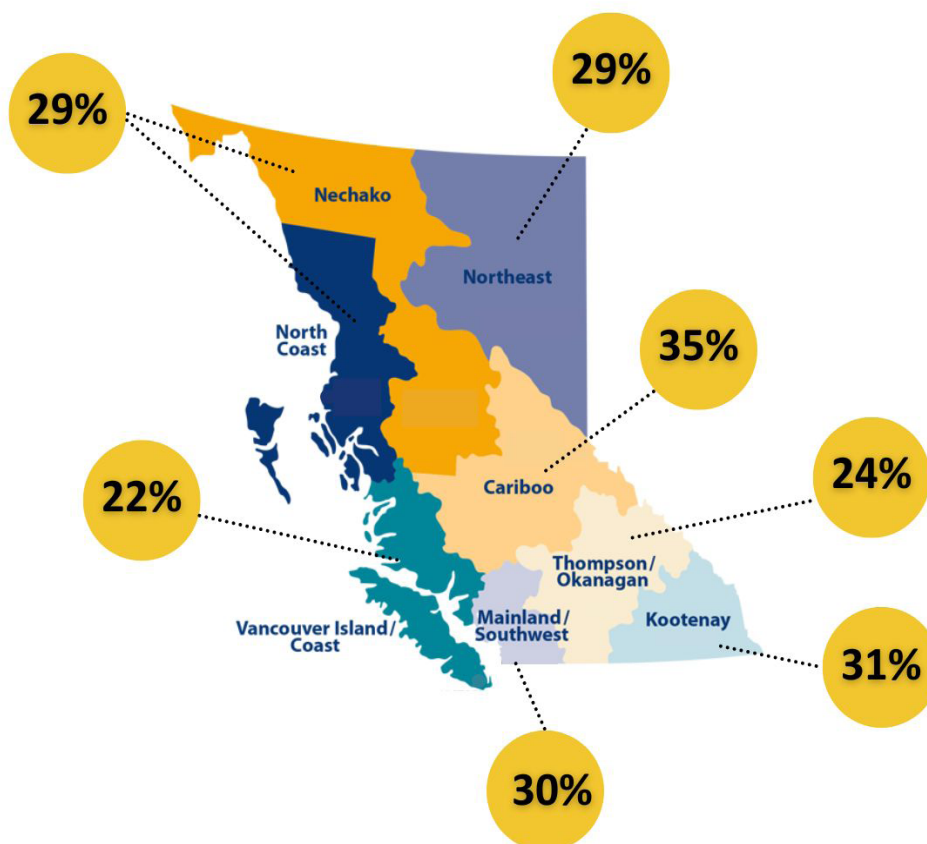 29%
29%
Nechako
Northeast
North
Coast
35%
Cariboo
24%
22%
Thompson/
Okanagan
Mainland/
Southwest
Kootenay
Vancouver Island/
Coast
31%
30%